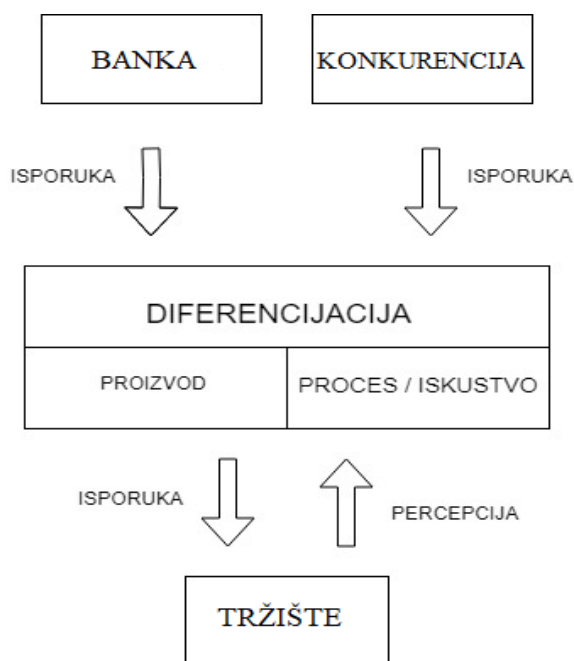 BANKA
KONKURENCIJA
ISPORUKA
ISPORUKA
DIFERENCIJACIJA
PROIZVOD
PROCES / ISKUSTVO
ISPORUKA
PERCEPCIJA
TRŽIŠTE